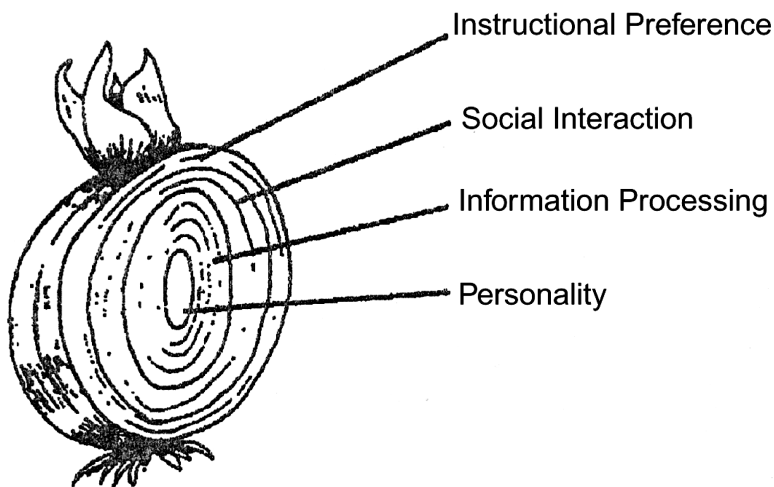 Instructional Preference
Social Interaction
Information Processing
Personality